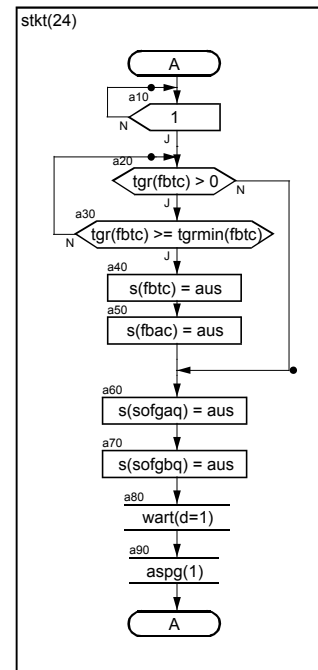 stkt(24)
A
a10
1
N
J
a20
tgr(fbtc) > 0
N
J
a30
tgr(fbtc) >= tgrmin(fbtc)
N
J
a40
s(fbtc) = aus
a50
s(fbac) = aus
a60
s(sofgaq) = aus
a70
s(sofgbq) = aus
a80
wart(d=1)
a90
aspg(1)
A